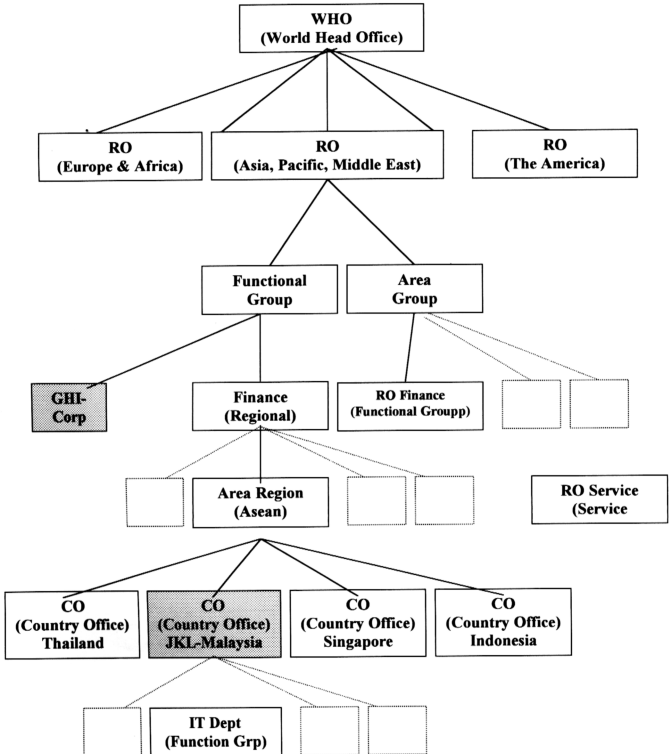 WHO
(World Head Office)
RO
(Europe & Africa)
RO
(Asia, Pacific, Middle East)
RO
(The America)
Functional
Group
Area
Group
GHI-
Corp
Finance
(Regional)
RO Finance
(Functional Groupp)
Area Region
(Asean)
RO Service
(Service
CO
(Country Office)
Thailand
CO
(Country Office)
JKL-Malaysia
CO
(Country Office)
Singapore
CO
(Country Office)
Indonesia
IT Dept
(Function Grp)